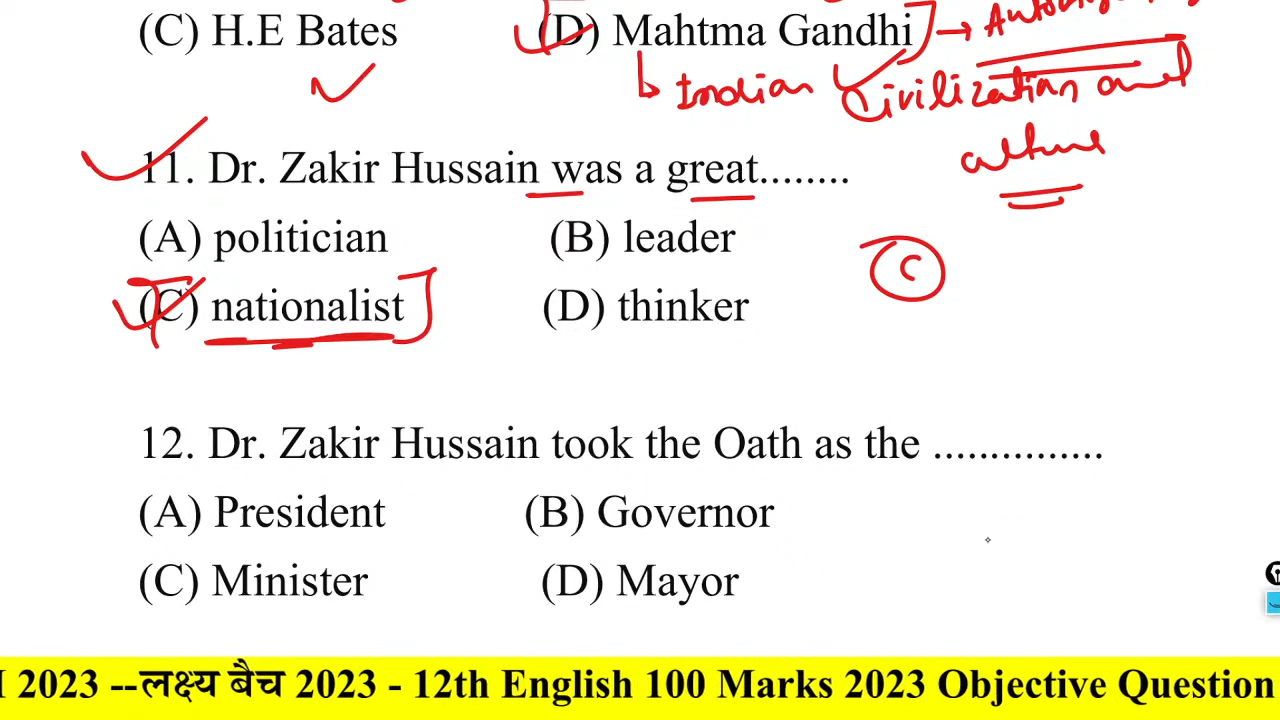 (C) H.E Bates (D) Mahtma Gandhi →
Indian Civilization and
culture
11. Dr. Zakir Hussain was a great........
(A) politician (B) leader
C
(C) nationalist (D) thinker
12. Dr. Zakir Hussain took the Oath as the ...............
(A) President (B) Governor
(C) Minister (D) Mayor
2023 --लक्ष्य बैच 2023 - 12th English 100 Marks 2023 Objective Question